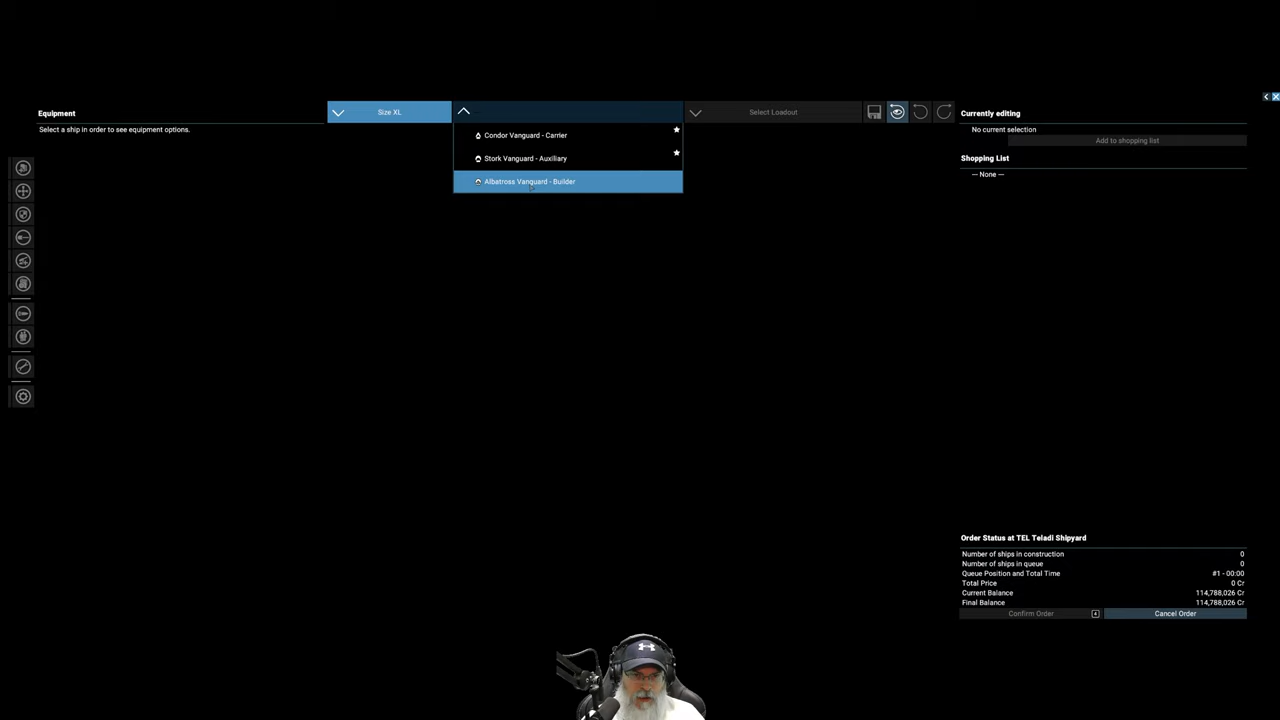 Equipment
Select a ship in order to see equipment options.
Size XL
Condor Vanguard - Carrier
Stork Vanguard - Auxiliary
Albatross Vanguard - Builder
Select Loadout
Currently editing
No current selection
Add to shopping list
Shopping List
--- None ---
Order Status at TEL Teladi Shipyard
Number of ships in construction 0
Number of ships in queue 0
Queue Position and Total Time #1 - 00:00
Total Price 0 Cr
Current Balance 114,788,026 Cr
Final Balance 114,788,026 Cr
Confirm Order
Cancel Order